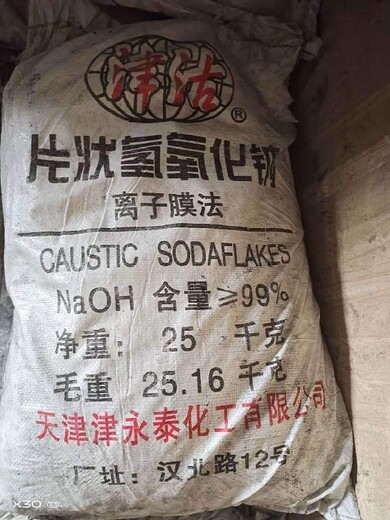 津沽
®
片状氢氧化钠
离子膜法
CAUSTIC SODAFLAKES
NaOH 含量≥99%
净重: 25 千克
毛重 25.16 千克
天津津永泰化工有限公司
厂址: 汉北路12号
X30